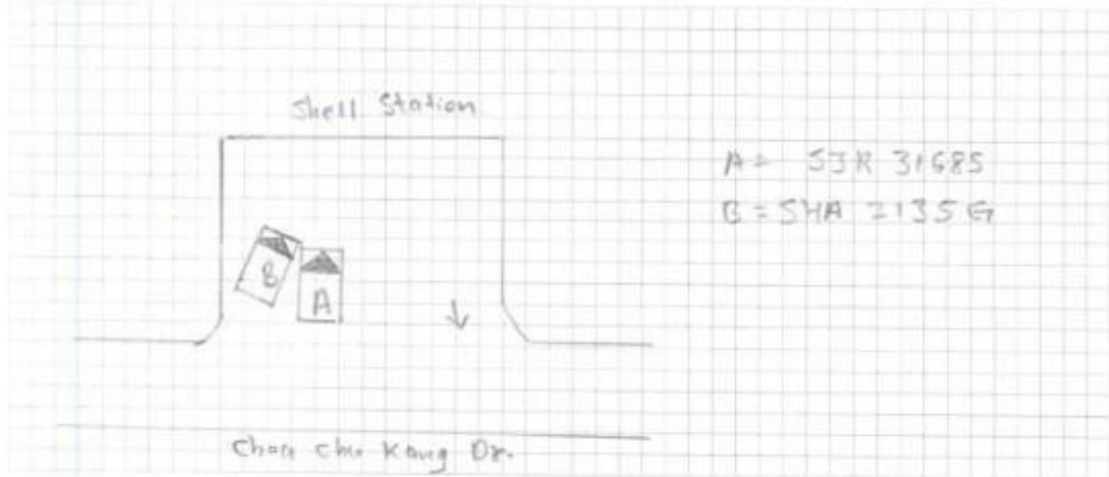 Shell Station
A = SJR 3168S
B = SHA 2135G
B
A
Choa Chu Kang Dr.